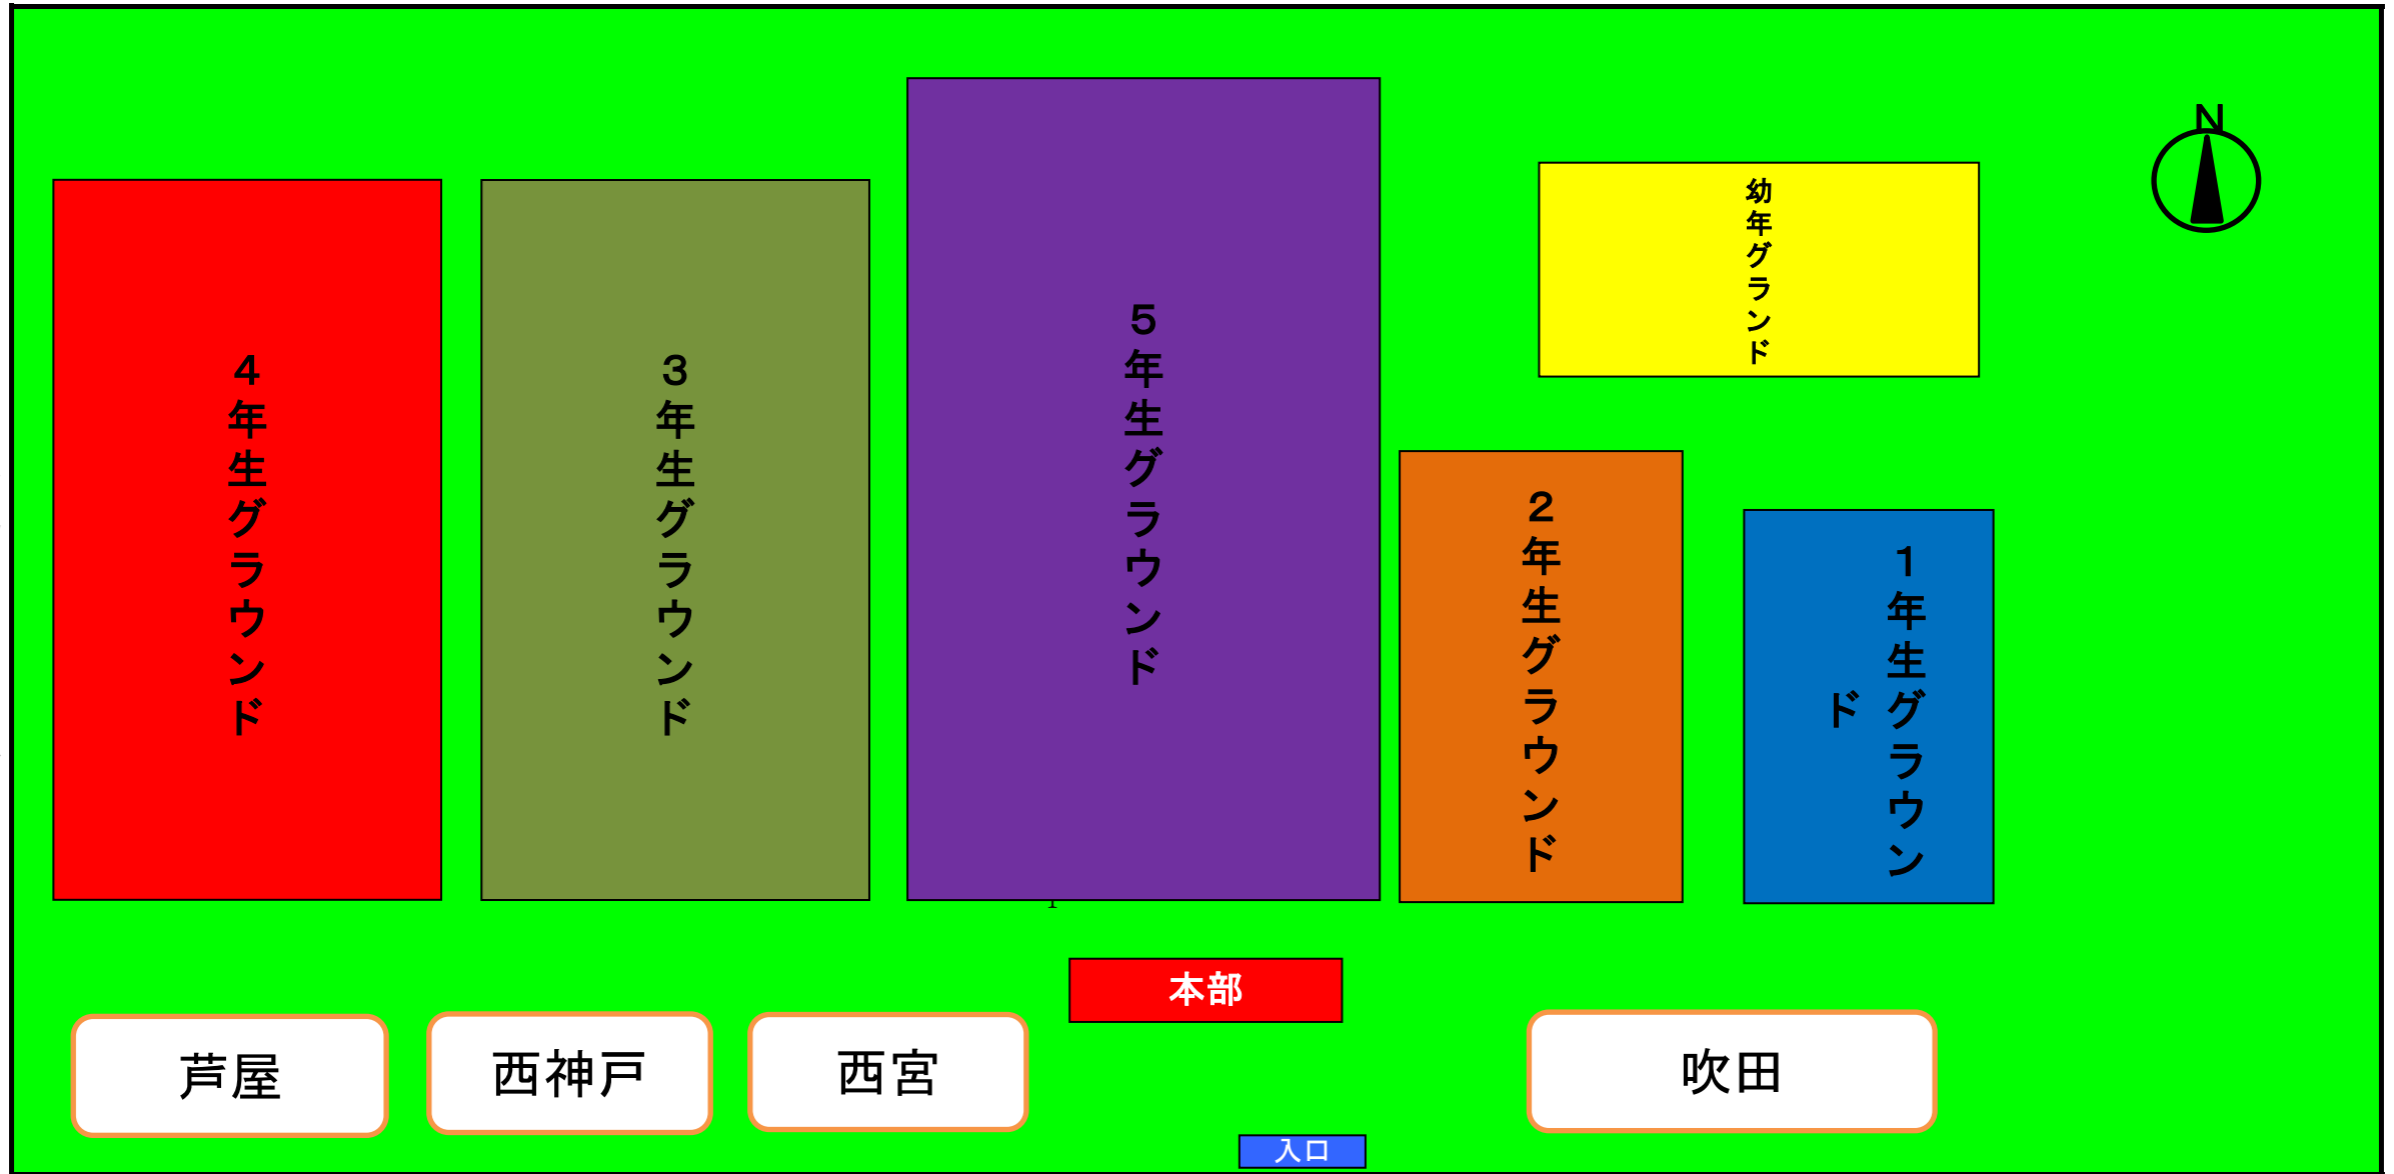 N
4年生グラウンド
3年生グラウンド
5年生グラウンド
幼年グランド
2年生グラウンド
1年生グラウン
ド
本部
芦屋
西神戸
西宮
吹田
入口